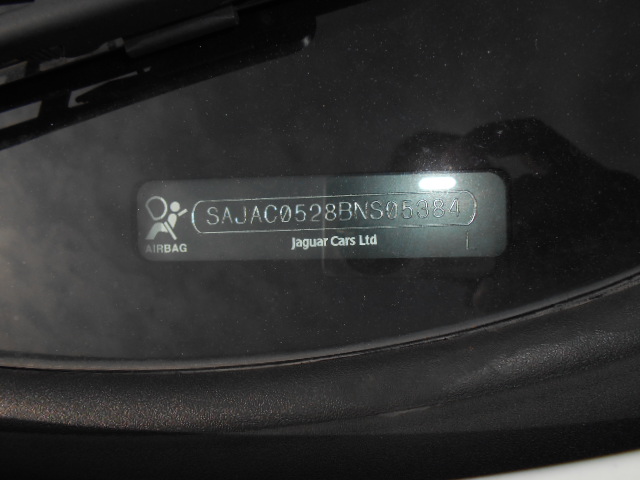 SAJAC0528BNS05384
AIRBAG
Jaguar Cars Ltd
L